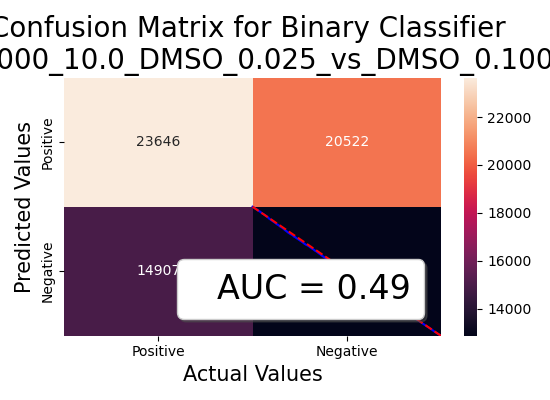 Confusion Matrix for Binary Classifier
000_10.0_DMSO_0.025_vs_DMSO_0.100
Predicted Values
Positive
Negative
23646
20522
14907
AUC = 0.49
Positive
Negative
Actual Values
22000
20000
18000
16000
14000